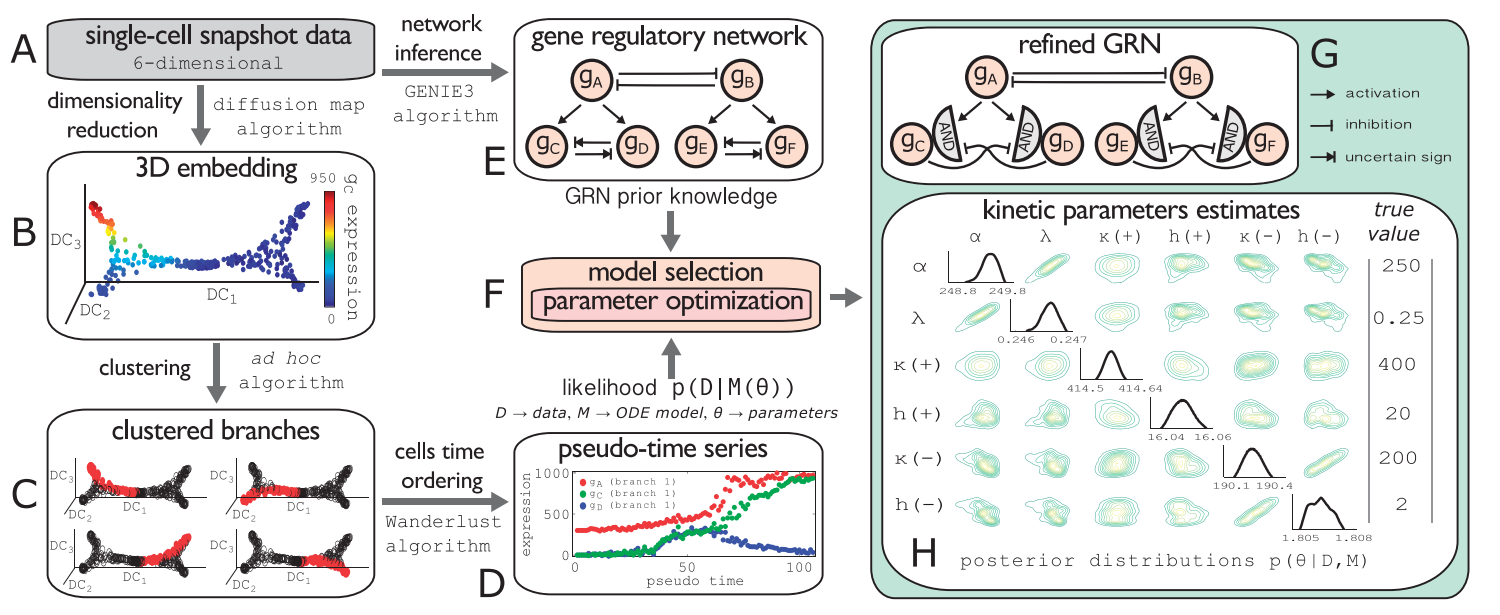 A
single-cell snapshot data
6-dimensional
dimensionality
reduction
diffusion map
algorithm
network
inference
GENIE3
algorithm
B
3D embedding
950
gC expression
0
DC3
DC1
DC2
clustering
ad hoc
algorithm
C
clustered branches
DC3
DC1
DC2
DC3
DC1
DC2
DC3
DC1
DC2
DC3
DC1
DC2
cells time
ordering
Wanderlust
algorithm
D
pseudo-time series
1000
500
0
expression
gA (branch 1)
gC (branch 1)
gD (branch 1)
0
50
100
pseudo time
E
gene regulatory network
gA gB
gC gD gE gF
GRN prior knowledge
F
model selection
parameter optimization
likelihood p(D|M(θ))
D → data, M → ODE model, θ → parameters
G
refined GRN
gA gB
gC AND AND gD gE AND AND gF
activation
inhibition
uncertain sign
H
kinetic parameters estimates
true
value
α λ κ(+) h(+) κ(-) h(-)
α 250
248.8 249.8
λ 0.25
0.246 0.247
κ(+) 400
414.5 414.64
h(+) 20
16.04 16.06
κ(-) 200
190.1 190.4
h(-) 2
1.805 1.808
posterior distributions p(θ|D,M)